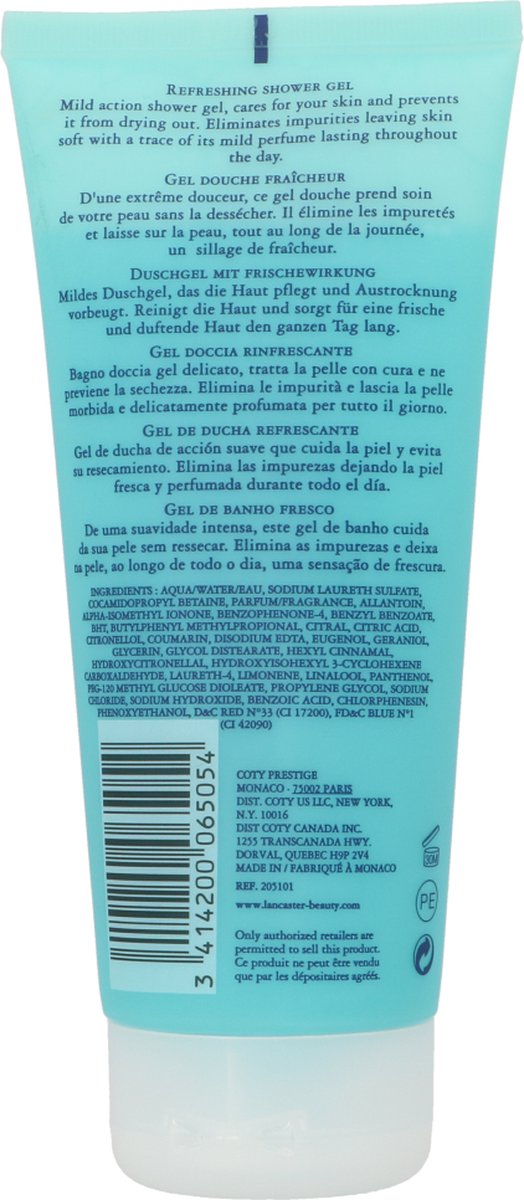 REFRESHING SHOWER GEL
Mild action shower gel, cares for your skin and prevents
it from drying out. Eliminates impurities leaving skin
soft with a trace of its mild perfume lasting throughout
the day.
GEL DOUCHE FRAÎCHEUR
D'une extrême douceur, ce gel douche prend soin
de votre peau sans la dessécher. Il élimine les impuretés
et laisse sur la peau, tout au long de la journée,
un sillage de fraîcheur.
DUSCHGEL MIT FRISCHEWIRKUNG
Mildes Duschgel, das die Haut pflegt und Austrocknung
vorbeugt. Reinigt die Haut und sorgt für eine frische
und duftende Haut den ganzen Tag lang.
GEL DOCCIA RINFRESCANTE
Bagno doccia gel delicato, tratta la pelle con cura e ne
previene la sechezza. Elimina le impurità e lascia la pelle
morbida e delicatamente profumata per tutto il giorno.
GEL DE DUCHA REFRESCANTE
Gel de ducha de acción suave que cuida la piel y evita
su resecamiento. Elimina las impurezas dejando la piel
fresca y perfumada durante todo el día.
GEL DE BANHO FRESCO
De uma suavidade intensa, este gel de banho cuida
da sua pele sem ressecar. Elimina as impurezas e deixa
na pele, ao longo de todo o dia, uma sensação de frescura.
INGREDIENTS : AQUA/WATER/EAU, SODIUM LAURETH SULFATE,
COCAMIDOPROPYL BETAINE, PARFUM/FRAGRANCE, ALLANTOIN,
ALPHA-ISOMETHYL IONONE, BENZOPHENONE-4, BENZYL BENZOATE,
BHT, BUTYLPHENYL METHYLPROPIONAL, CITRAL, CITRIC ACID,
CITRONELLOL, COUMARIN, DISODIUM EDTA, EUGENOL, GERANIOL,
GLYCERIN, GLYCOL DISTEARATE, HEXYL CINNAMAL,
HYDROXYCITRONELLAL, HYDROXYISOHEXYL 3-CYCLOHEXENE
CARBOXALDEHYDE, LAURETH-4, LIMONENE, LINALOOL, PANTHENOL,
PEG-120 METHYL GLUCOSE DIOLEATE, PROPYLENE GLYCOL, SODIUM
CHLORIDE, SODIUM HYDROXIDE, BENZOIC ACID, CHLORPHENESIN,
PHENOXYETHANOL, D&C RED N°33 (CI 17200), FD&C BLUE N°1
(CI 42090)
3 414200 065054
COTY PRESTIGE
MONACO - 75002 PARIS
DIST. COTY US LLC, NEW YORK,
N.Y. 10016
DIST COTY CANADA INC.
1255 TRANSCANADA HWY.
DORVAL, QUEBEC H9P 2V4
MADE IN / FABRIQUÉ À MONACO
REF. 205101
www.lancaster-beauty.com
Only authorized retailers are
permitted to sell this product.
Ce produit ne peut être vendu
que par les dépositaires agréés.
30M
PE